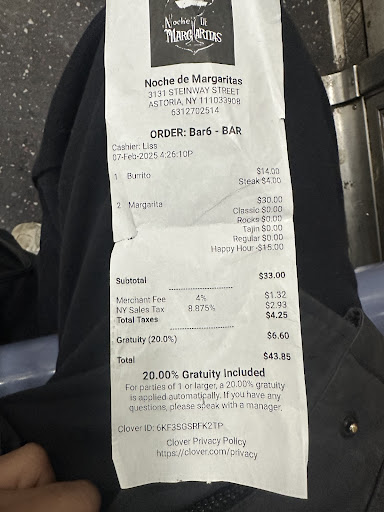 Noche De
MARGARITAS
Noche de Margaritas
3131 STEINWAY STREET
ASTORIA, NY 111033908
6312702514
ORDER: Bar6 - BAR
Cashier: Liss
07-Feb-2025 4:26:10P
1 Burrito $14.00
Steak $4.00
2 Margarita $30.00
Classic $0.00
Rocks $0.00
Tajin $0.00
Regular $0.00
Happy Hour -$15.00
Subtotal $33.00
Merchant Fee 4% $1.32
NY Sales Tax 8.875% $2.93
Total Taxes $4.25
Gratuity (20.0%) $6.60
Total $43.85
20.00% Gratuity Included
For parties of 1 or larger, a 20.00% gratuity
is applied automatically. If you have any
questions, please speak with a manager.
Clover ID: 6KF3SGSRFK2TP
Clover Privacy Policy
https://clover.com/privacy